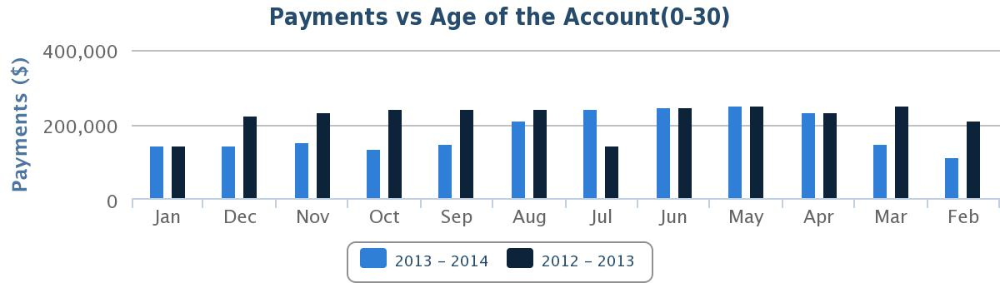 Payments vs Age of the Account(0-30)
Payments ($)
400,000
200,000
0
Jan Dec Nov Oct Sep Aug Jul Jun May Apr Mar Feb
2013 – 2014 2012 – 2013